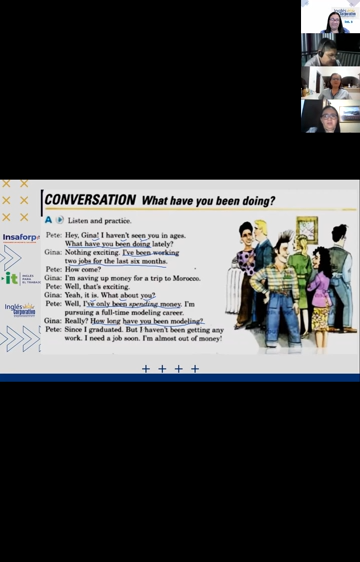 Inglés
Corporativo
CONVERSATION What have you been doing?
A Listen and practice.
Pete: Hey, Gina! I haven't seen you in ages.
What have you been doing lately?
Gina: Nothing exciting. I've been working
two jobs for the last six months.
Pete: How come?
Gina: I'm saving up money for a trip to Morocco.
Pete: Well, that's exciting.
Gina: Yeah, it is. What about you?
Pete: Well, I've only been spending money. I'm
pursuing a full-time modeling career.
Gina: Really? How long have you been modeling?
Pete: Since I graduated. But I haven't been getting any
work. I need a job soon. I'm almost out of money!
Insaforp
it
Inglés
Corporativo